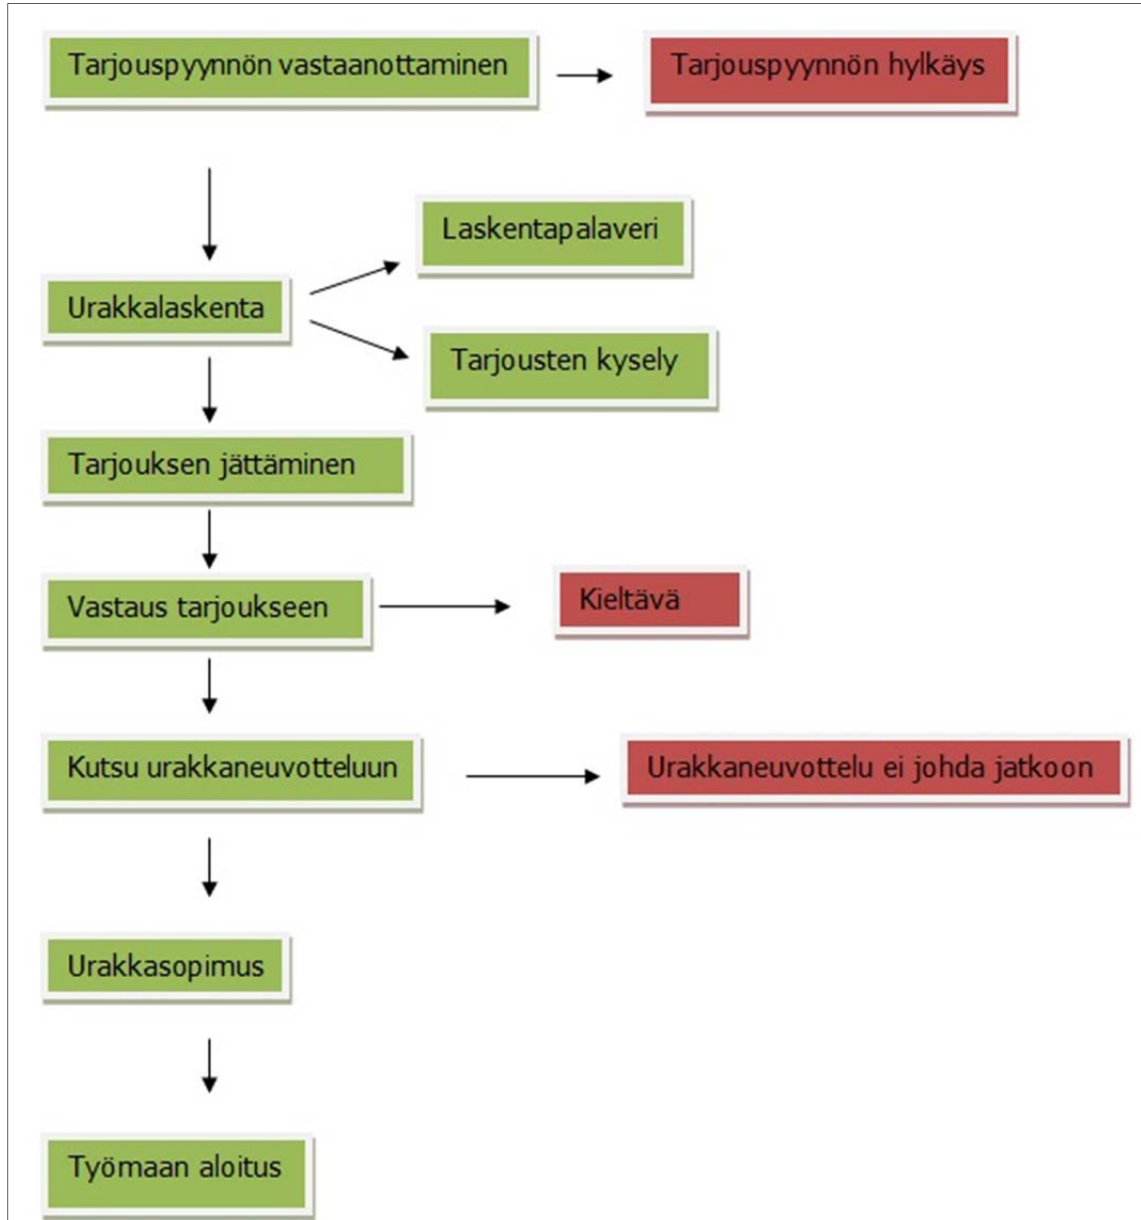 Tarjouspyynnön vastaanottaminen
Tarjouspyynnön hylkäys
Laskentapalaveri
Urakkalaskenta
Tarjousten kysely
Tarjouksen jättäminen
Vastaus tarjoukseen
Kieltävä
Kutsu urakkaneuvotteluun
Urakkaneuvottelu ei johda jatkoon
Urakkasopimus
Työmaan aloitus